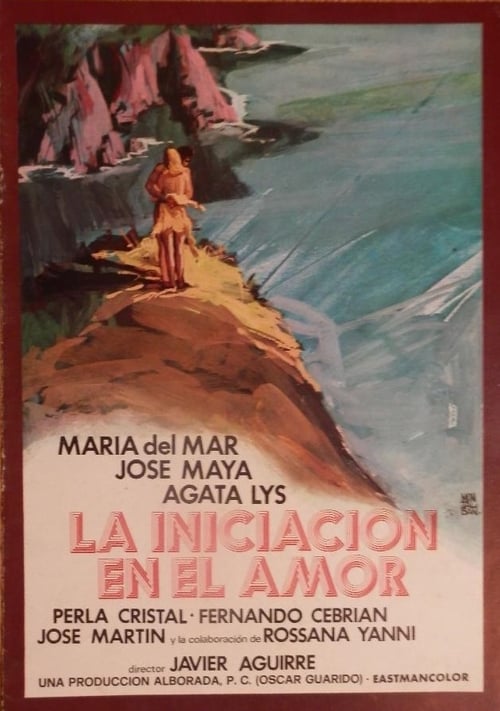 MARIA del MAR
JOSE MAYA
AGATA LYS
LA INICIACION
EN EL AMOR
PERLA CRISTAL · FERNANDO CEBRIAN
JOSE MARTIN y la colaboración de ROSSANA YANNI
director JAVIER AGUIRRE
UNA PRODUCCION ALBORADA, P. C. (OSCAR GUARIDO) · EASTMANCOLOR